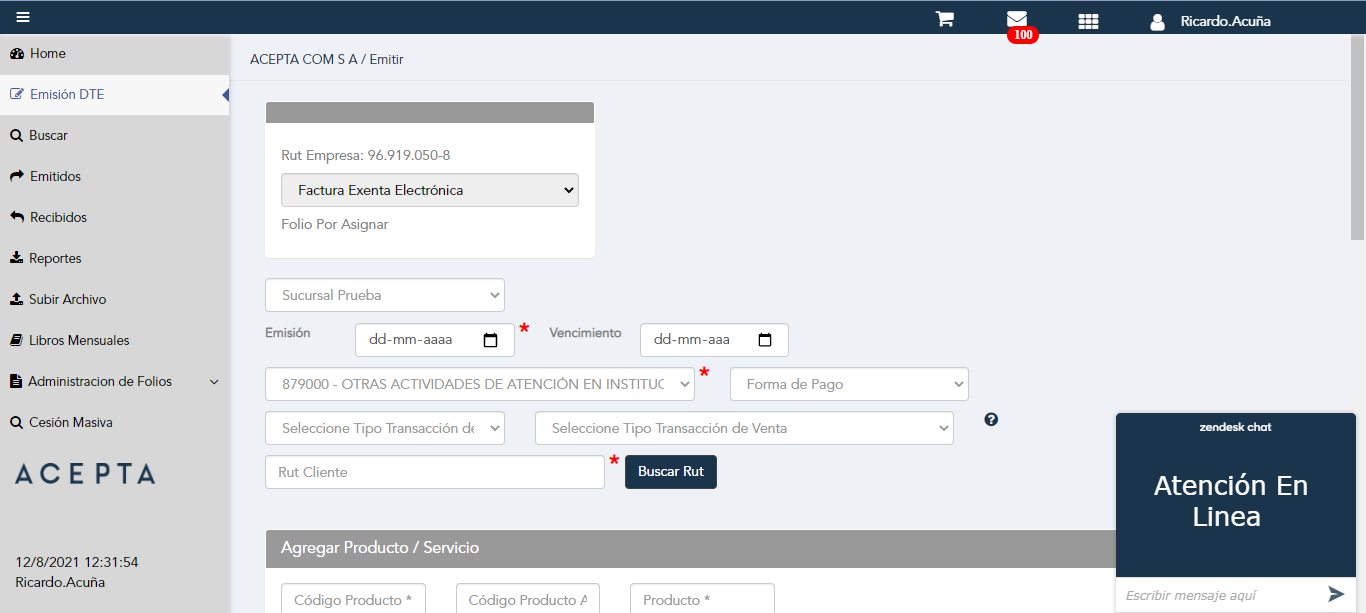 100
Ricardo.Acuña
Home
Emisión DTE
Buscar
Emitidos
Recibidos
Reportes
Subir Archivo
Libros Mensuales
Administracion de Folios
Cesión Masiva
ACEPTA
12/8/2021 12:31:54
Ricardo.Acuña
ACEPTA COM S A / Emitir
Rut Empresa: 96.919.050-8
Factura Exenta Electrónica
Folio Por Asignar
Sucursal Prueba
Emisión dd-mm-aaaa * Vencimiento dd-mm-aaa
879000 - OTRAS ACTIVIDADES DE ATENCIÓN EN INSTITUC * Forma de Pago
Seleccione Tipo Transacción de Seleccione Tipo Transacción de Venta ?
Rut Cliente * Buscar Rut
Agregar Producto / Servicio
Código Producto * Código Producto A Producto *
zendesk chat
Atención En
Linea
Escribir mensaje aquí